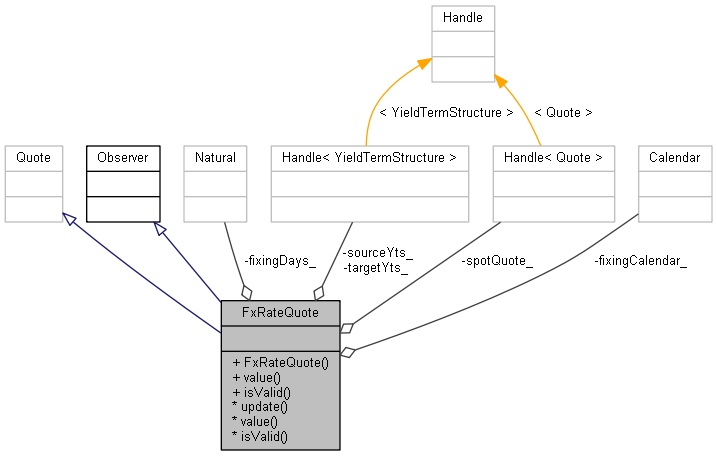 Handle
< YieldTermStructure >
< Quote >
Quote
Observer
Natural
Handle< YieldTermStructure >
Handle< Quote >
Calendar
-fixingDays_
-sourceYts_
-targetYts_
-spotQuote_
-fixingCalendar_
FxRateQuote
+ FxRateQuote()
+ value()
+ isValid()
* update()
* value()
* isValid()